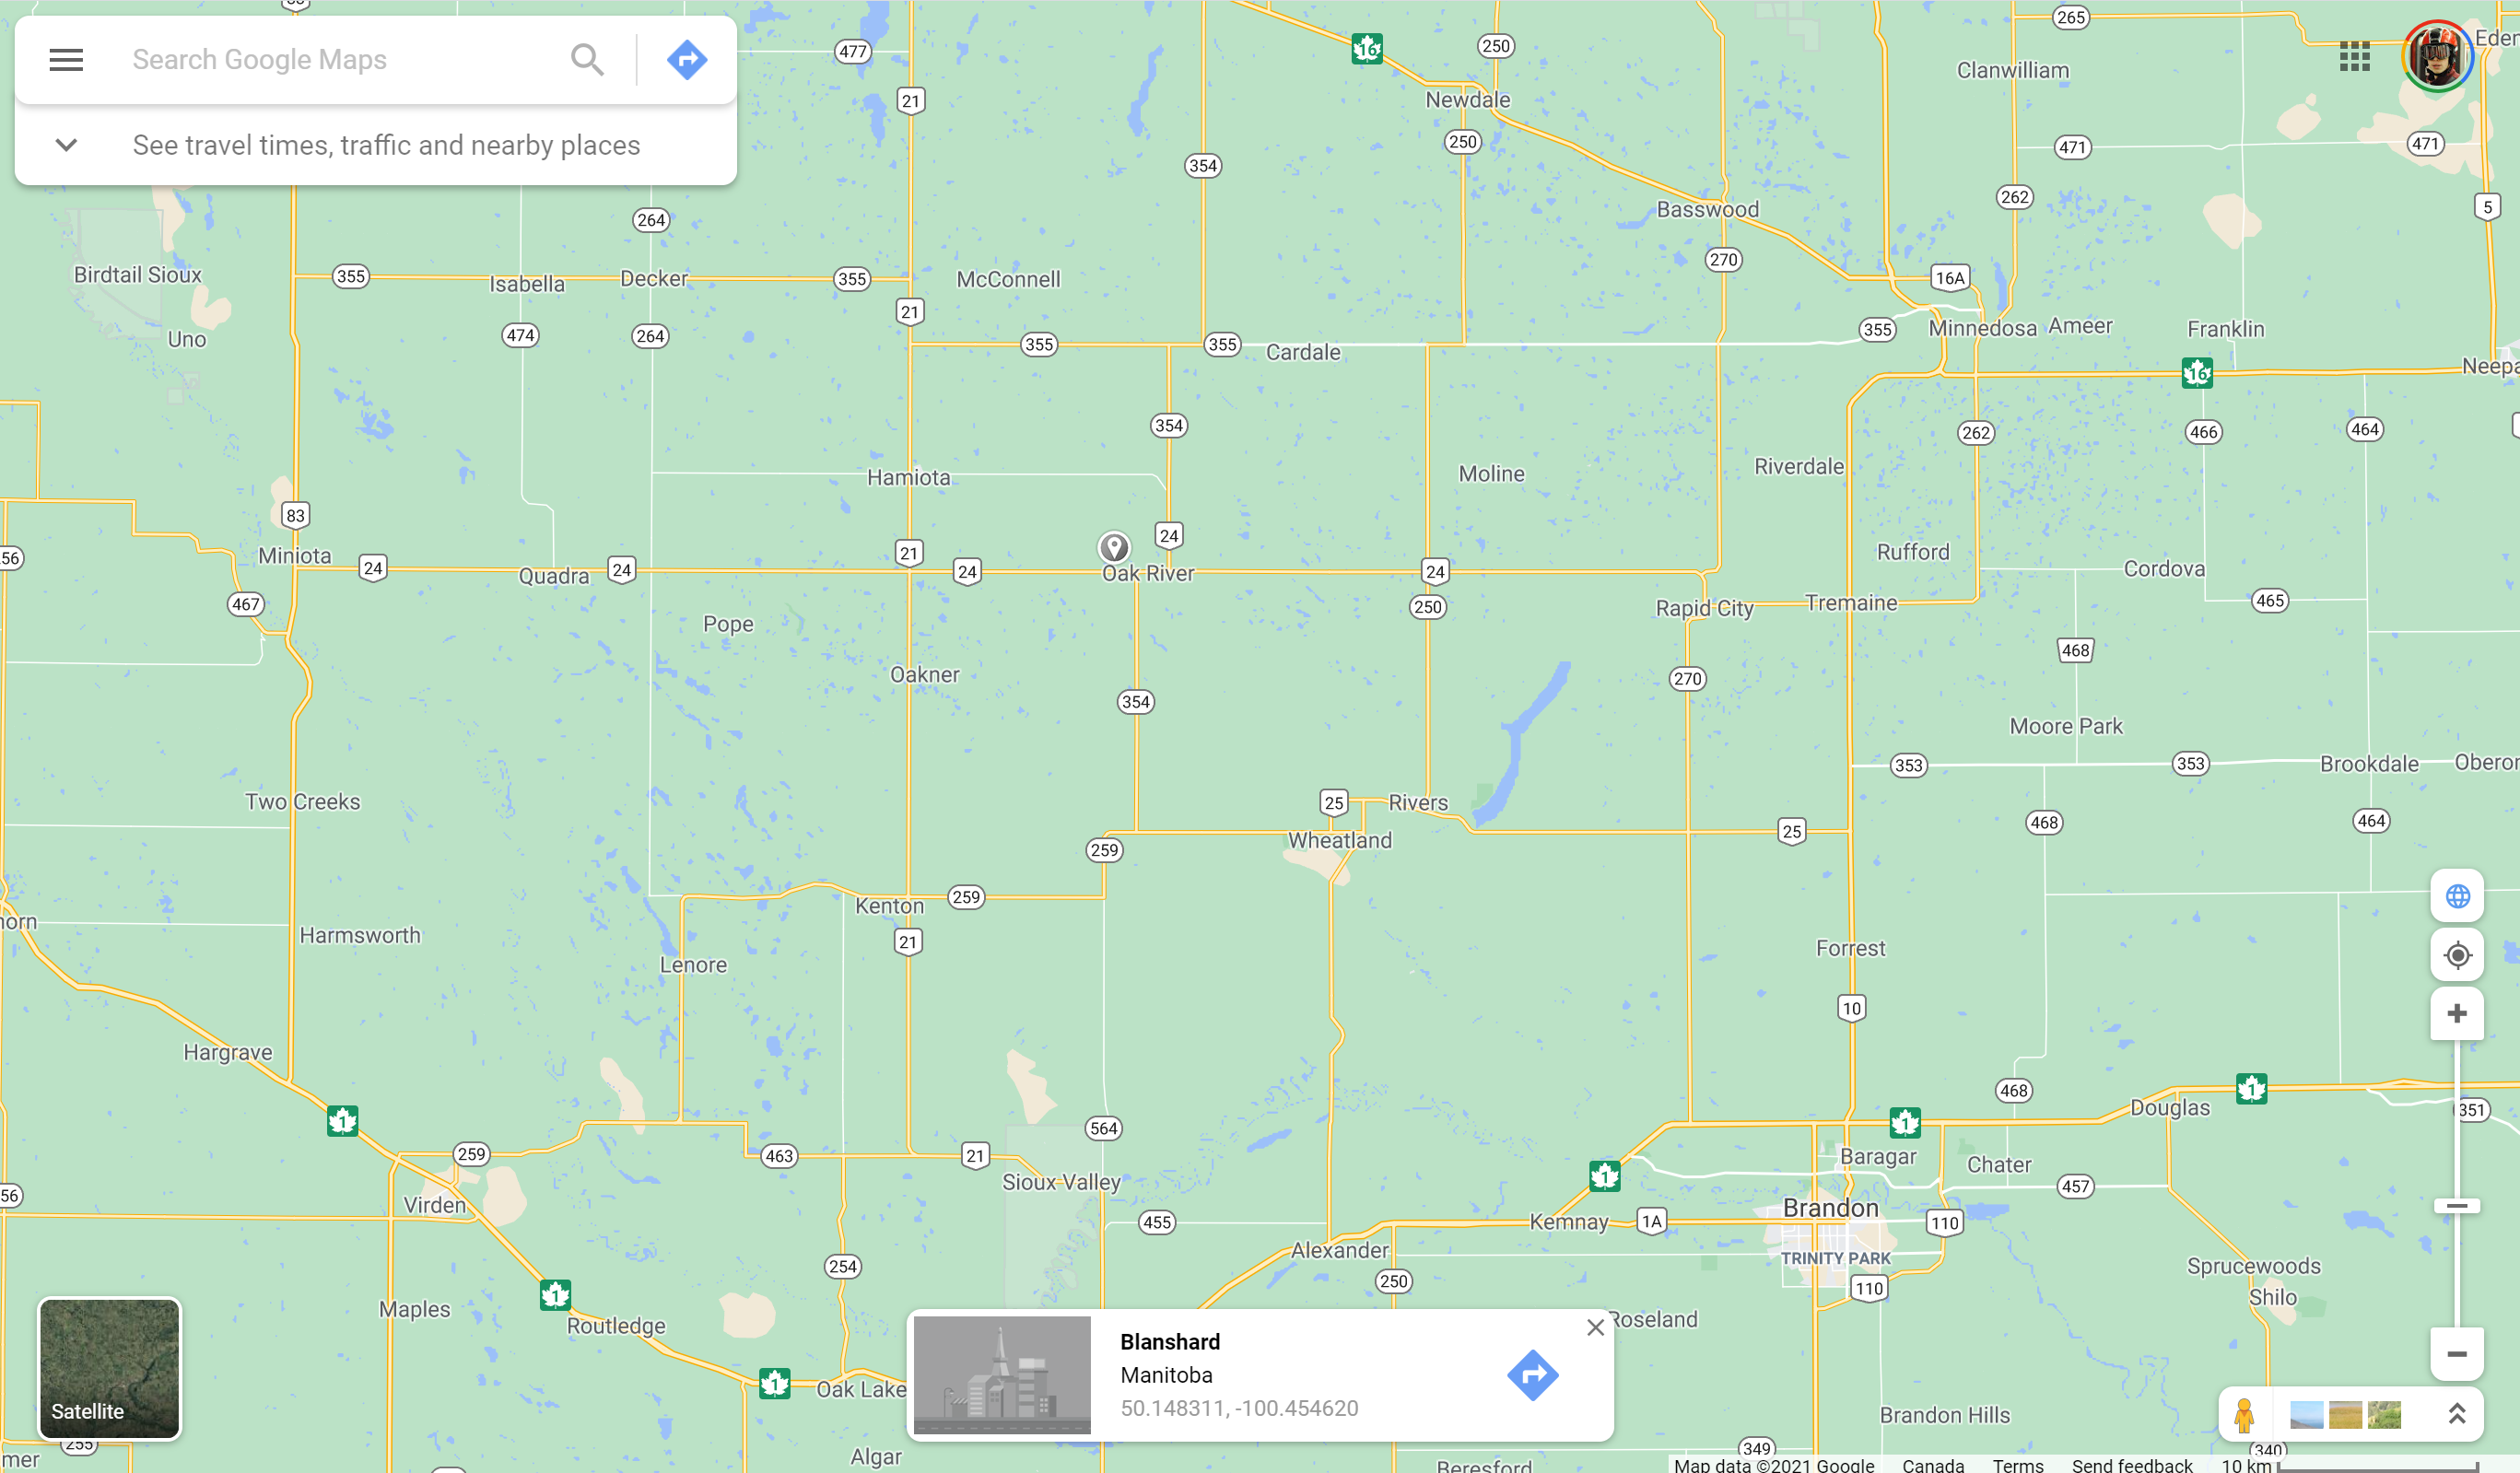 Search Google Maps
See travel times, traffic and nearby places
477
16
250
265
Clanwilliam
21
Newdale
250
471
471
354
264
Basswood
262
5
Birdtail Sioux
355
Isabella
Decker
355
McConnell
270
16A
21
Uno
474
264
355
355
Cardale
355
Minnedosa
Ameer
Franklin
16
354
262
466
464
Hamiota
Moline
Riverdale
83
24
Miniota
24
Quadra
24
21
24
Oak River
24
Rufford
Cordova
467
250
Rapid City
Tremaine
465
Pope
468
Oakner
354
270
Moore Park
353
353
Brookdale
Two Creeks
25
Rivers
Wheatland
25
468
464
259
Kenton
259
Harmsworth
21
Lenore
Forrest
10
Hargrave
1
468
1
Douglas
351
1
564
259
463
21
Sioux Valley
1
Baragar
Chater
457
Virden
455
Kemnay
1A
Brandon
110
Alexander
TRINITY PARK
254
250
110
Sprucewoods
Shilo
Maples
1
Routledge
Roseland
1
Oak Lake
Satellite
Blanshard
Manitoba
50.148311, -100.454620
Brandon Hills
255
Algar
Beresford
349
340
Map data ©2021 Google
Canada
Terms
Send feedback
10 km